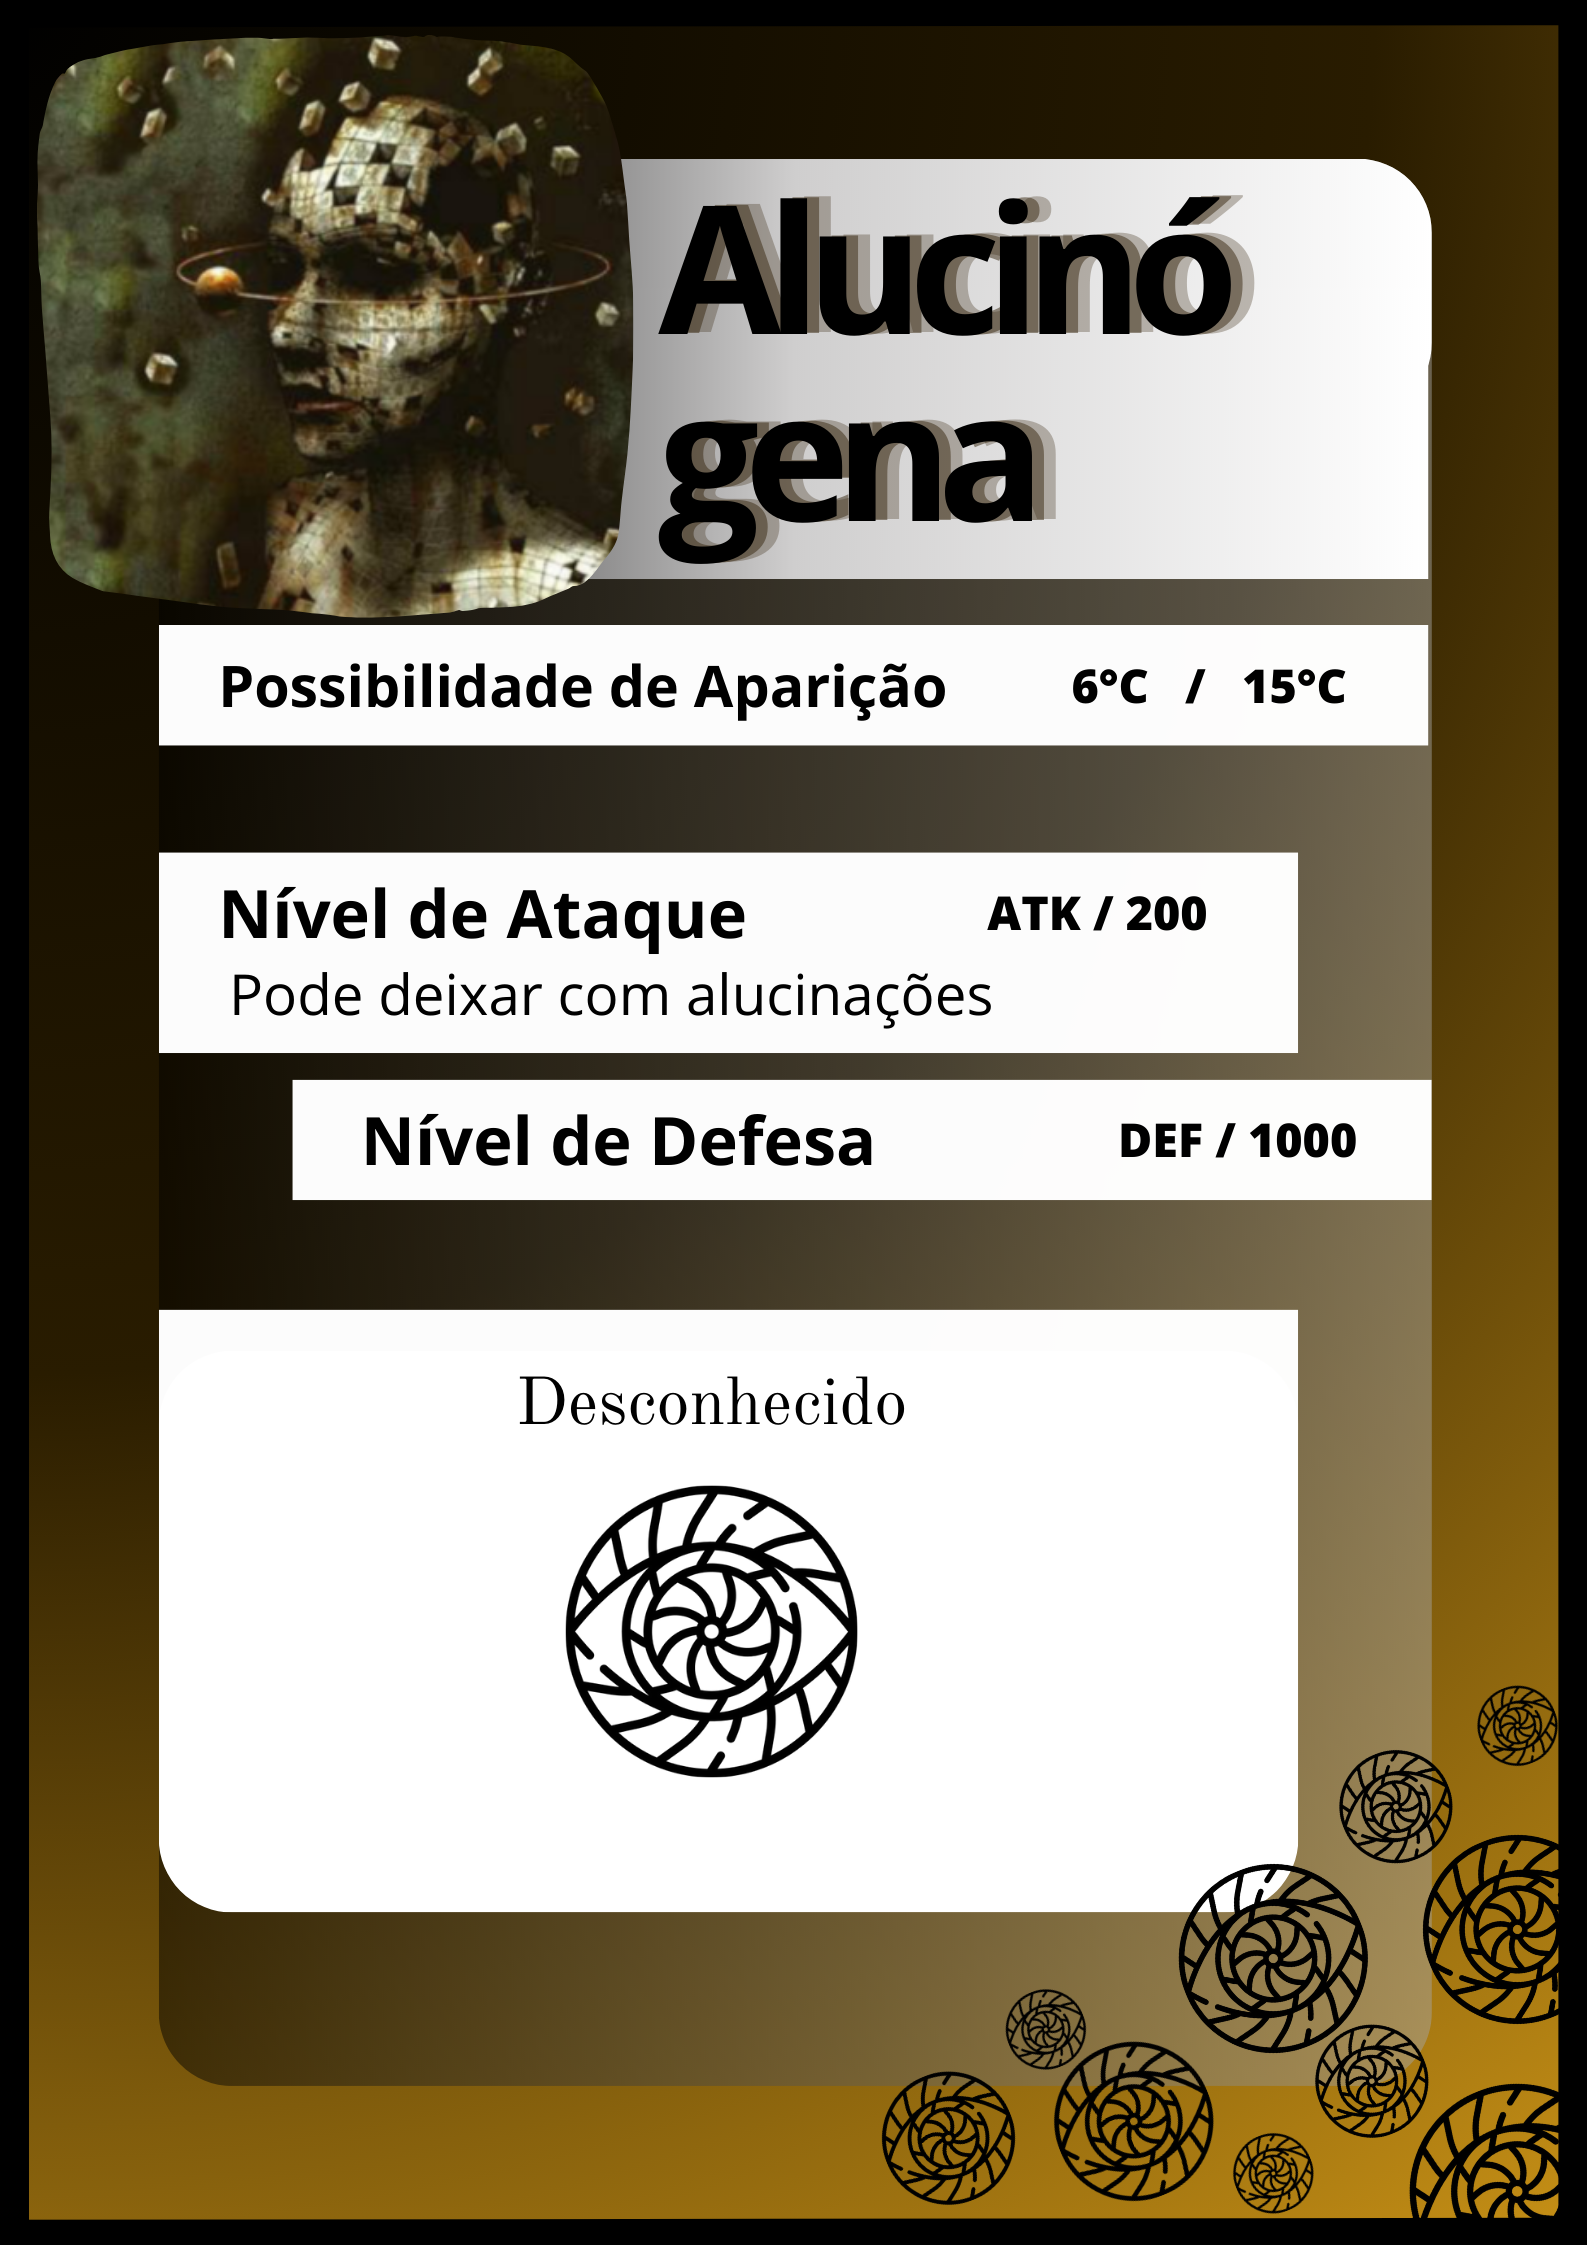 Alucinó
gena
Possibilidade de Aparição 6°C / 15°C
Nível de Ataque ATK / 200
Pode deixar com alucinações
Nível de Defesa DEF / 1000
Desconhecido